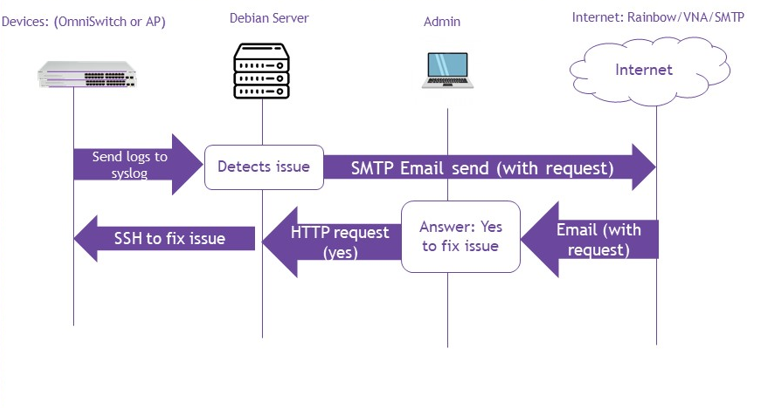 Devices: (OmniSwitch or AP)
Debian Server
Admin
Internet: Rainbow/VNA/SMTP
Internet
Send logs to
syslog
Detects issue
SMTP Email send (with request)
SSH to fix issue
HTTP request
(yes)
Answer: Yes
to fix issue
Email (with
request)